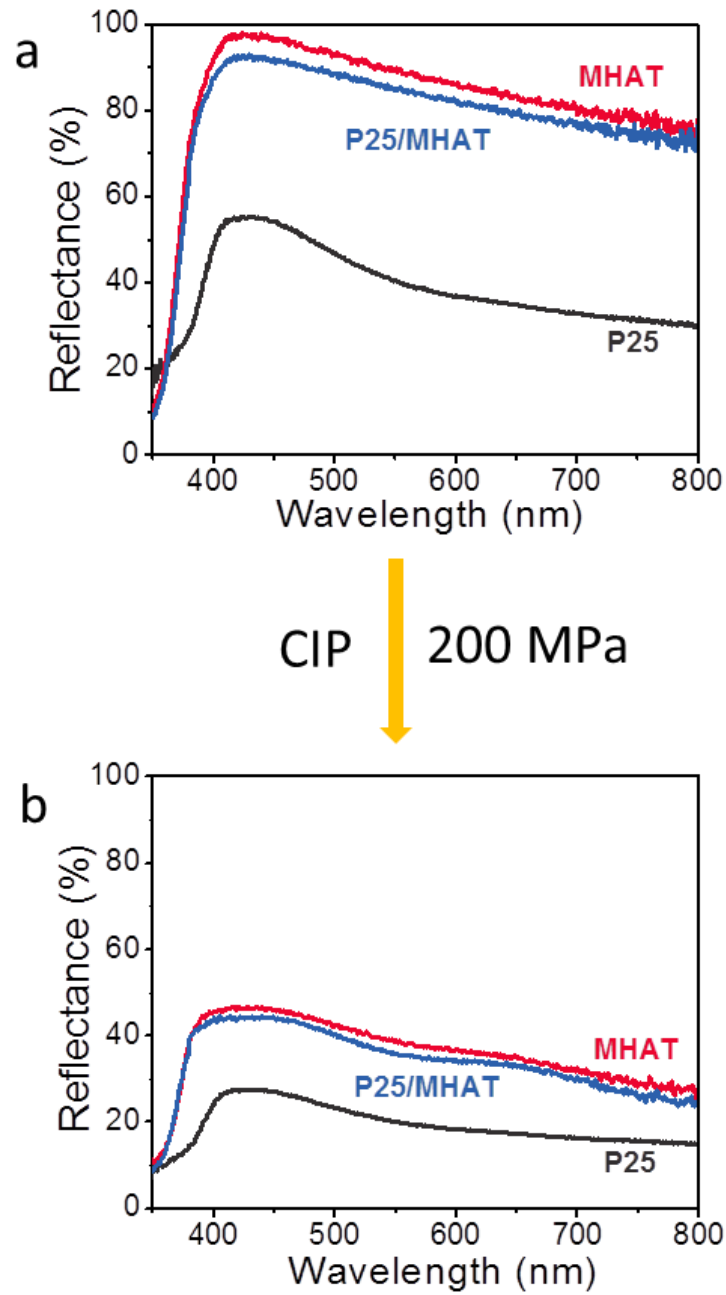 a
100
80
60
40
20
0
Reflectance (%)
MHAT
P25/MHAT
P25
400 500 600 700 800
Wavelength (nm)
CIP 200 MPa
b
100
80
60
40
20
0
Reflectance (%)
MHAT
P25/MHAT
P25
400 500 600 700 800
Wavelength (nm)